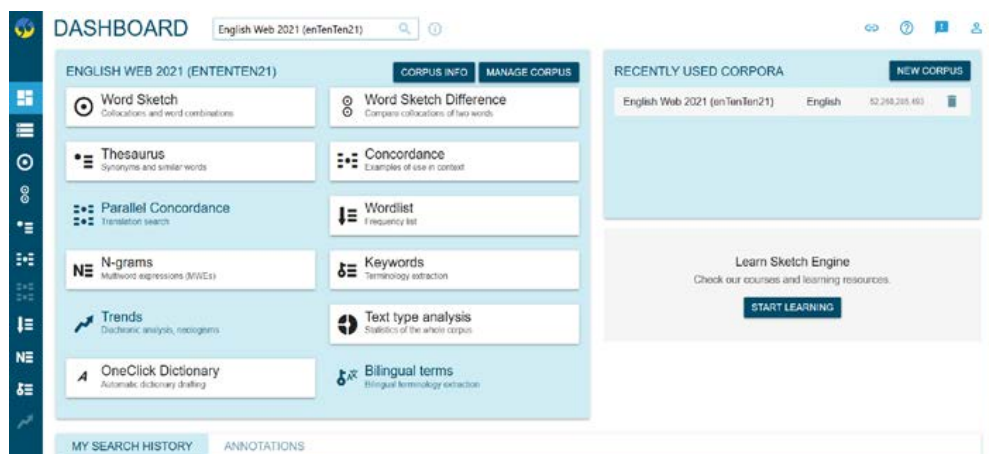 DASHBOARD
English Web 2021 (enTenTen21)
ENGLISH WEB 2021 (ENTENTEN21)
CORPUS INFO
MANAGE CORPUS
Word Sketch
Collocations and word combinations
Word Sketch Difference
Compare collocations of two words
Thesaurus
Synonyms and similar words
Concordance
Examples of use in context
Parallel Concordance
Translation search
Wordlist
Frequency list
N-grams
Multiword expressions (MWEs)
Keywords
Terminology extraction
Trends
Diachronic analysis, neologisms
Text type analysis
Statistics of the whole corpus
OneClick Dictionary
Automatic dictionary drafting
Bilingual terms
Bilingual terminology extraction
RECENTLY USED CORPORA
NEW CORPUS
English Web 2021 (enTenTen21) English
Learn Sketch Engine
Check our courses and learning resources.
START LEARNING
MY SEARCH HISTORY
ANNOTATIONS